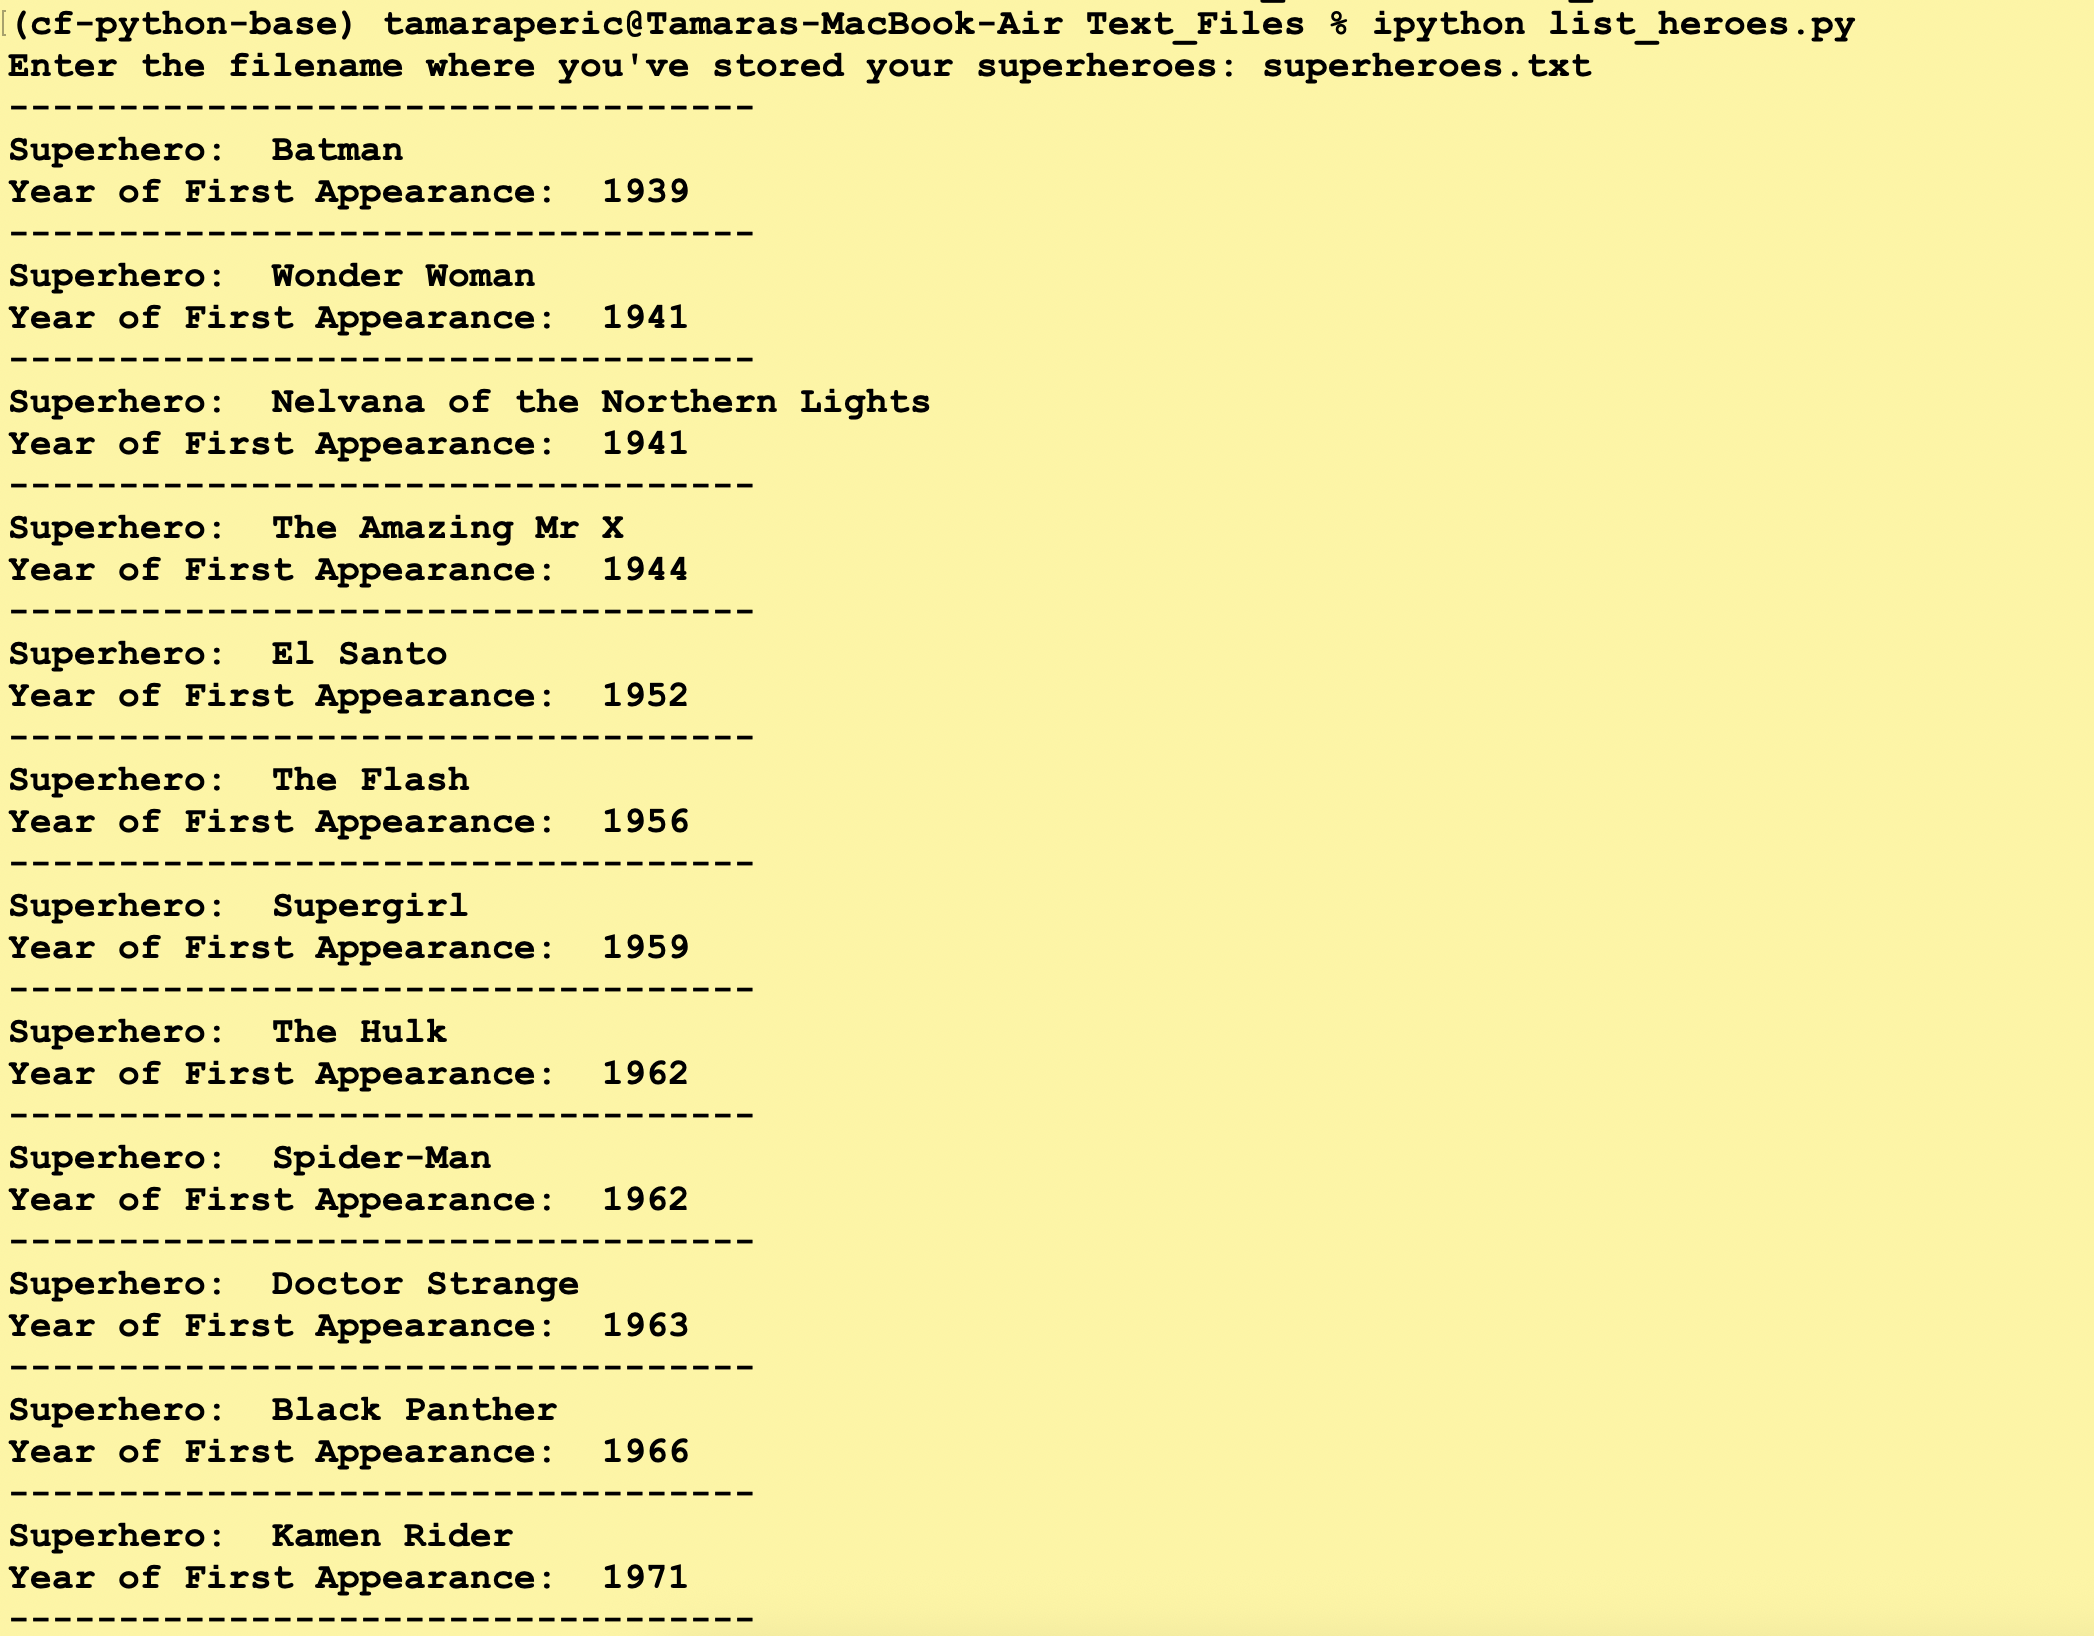 (cf-python-base) tamaraperic@Tamaras-MacBook-Air Text_Files % ipython list_heroes.py
Enter the filename where you've stored your superheroes: superheroes.txt
----------------------------------
Superhero:  Batman
Year of First Appearance:  1939
----------------------------------
Superhero:  Wonder Woman
Year of First Appearance:  1941
----------------------------------
Superhero:  Nelvana of the Northern Lights
Year of First Appearance:  1941
----------------------------------
Superhero:  The Amazing Mr X
Year of First Appearance:  1944
----------------------------------
Superhero:  El Santo
Year of First Appearance:  1952
----------------------------------
Superhero:  The Flash
Year of First Appearance:  1956
----------------------------------
Superhero:  Supergirl
Year of First Appearance:  1959
----------------------------------
Superhero:  The Hulk
Year of First Appearance:  1962
----------------------------------
Superhero:  Spider-Man
Year of First Appearance:  1962
----------------------------------
Superhero:  Doctor Strange
Year of First Appearance:  1963
----------------------------------
Superhero:  Black Panther
Year of First Appearance:  1966
----------------------------------
Superhero:  Kamen Rider
Year of First Appearance:  1971
----------------------------------